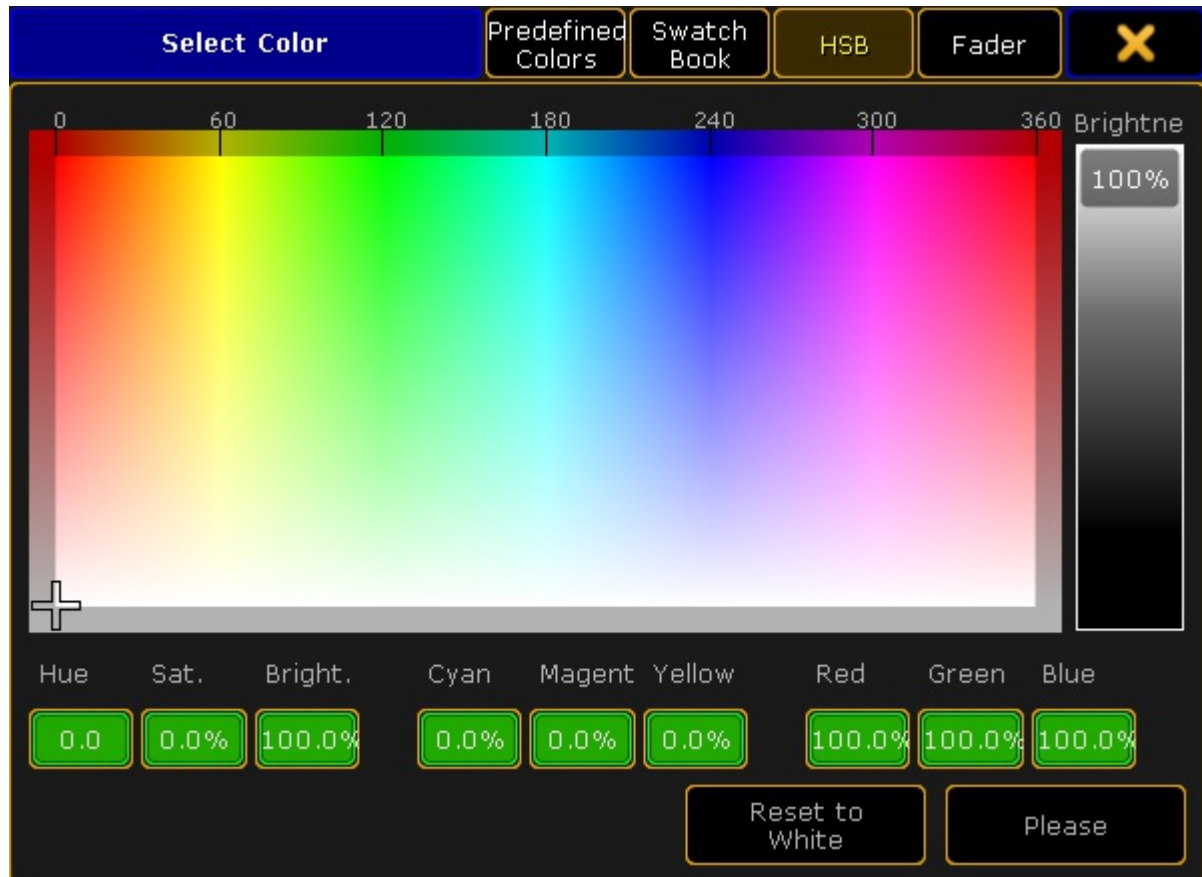 Select Color
Predefined
Colors
Swatch
Book
HSB
Fader
0 60 120 180 240 300 360
Brightne
100%
Hue Sat. Bright. Cyan Magent Yellow Red Green Blue
0.0 0.0% 100.0% 0.0% 0.0% 0.0% 100.0% 100.0% 100.0%
Reset to
White
Please